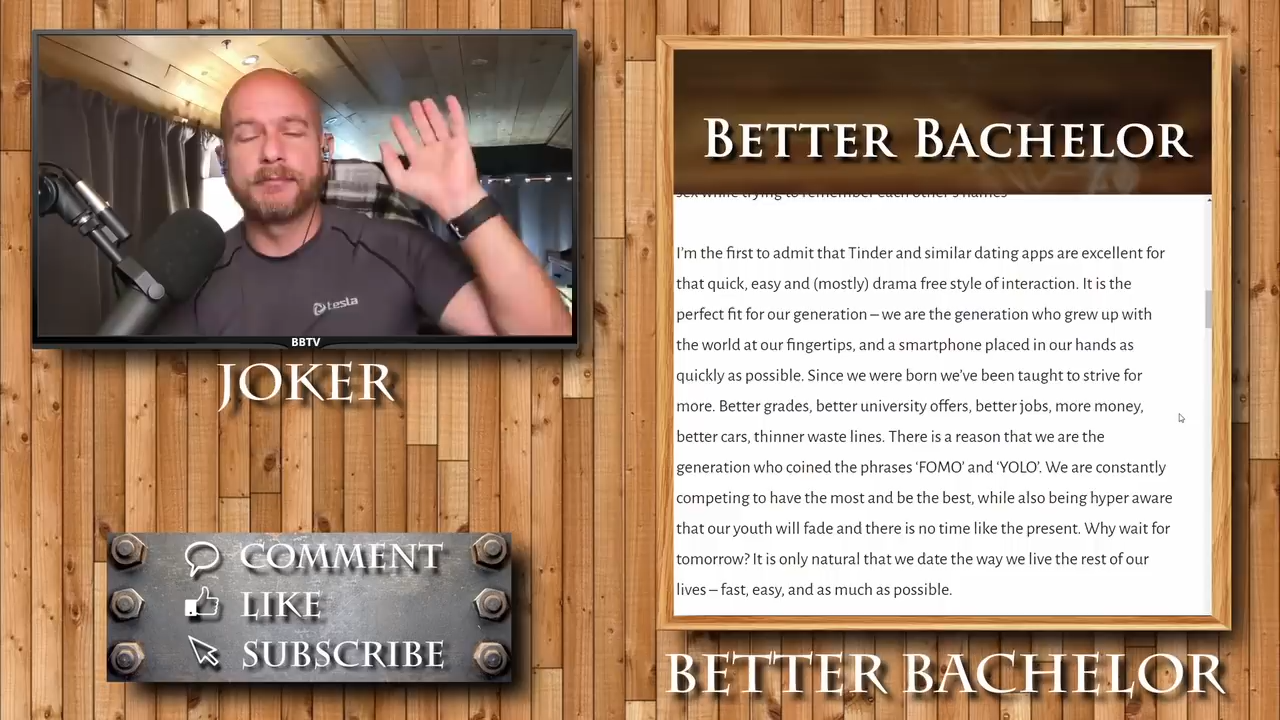 tesla
BBTV
JOKER
COMMENT
LIKE
SUBSCRIBE
BETTER BACHELOR
sex while trying to remember each other's names
I'm the first to admit that Tinder and similar dating apps are excellent for
that quick, easy and (mostly) drama free style of interaction. It is the
perfect fit for our generation – we are the generation who grew up with
the world at our fingertips, and a smartphone placed in our hands as
quickly as possible. Since we were born we've been taught to strive for
more. Better grades, better university offers, better jobs, more money,
better cars, thinner waste lines. There is a reason that we are the
generation who coined the phrases 'FOMO' and 'YOLO'. We are constantly
competing to have the most and be the best, while also being hyper aware
that our youth will fade and there is no time like the present. Why wait for
tomorrow? It is only natural that we date the way we live the rest of our
lives – fast, easy, and as much as possible.
BETTER BACHELOR